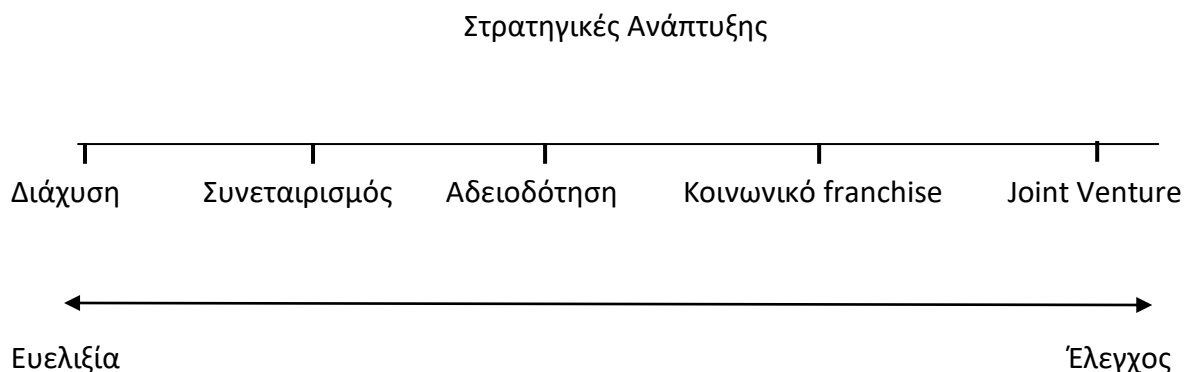 Στρατηγικές Ανάπτυξης
Διάχυση Συνεταιρισμός Αδειοδότηση Κοινωνικό franchise Joint Venture
Ευελιξία Έλεγχος